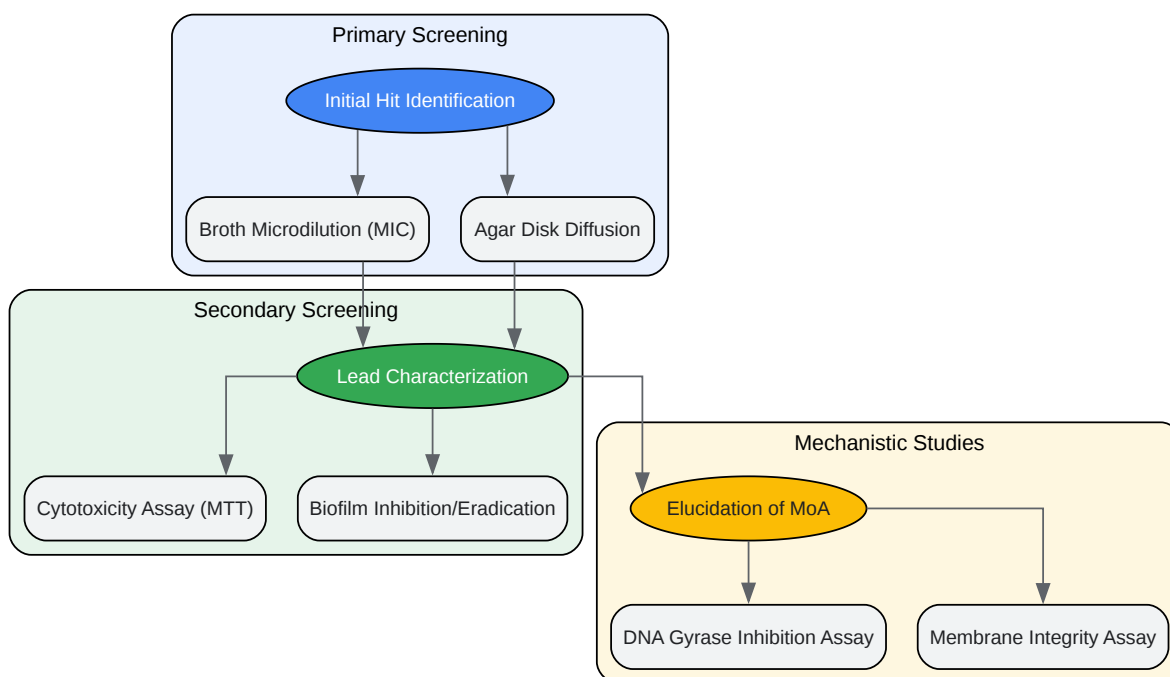 Primary Screening
Initial Hit Identification
Broth Microdilution (MIC)
Agar Disk Diffusion
Secondary Screening
Lead Characterization
Cytotoxicity Assay (MTT)
Biofilm Inhibition/Eradication
Mechanistic Studies
Elucidation of MoA
DNA Gyrase Inhibition Assay
Membrane Integrity Assay